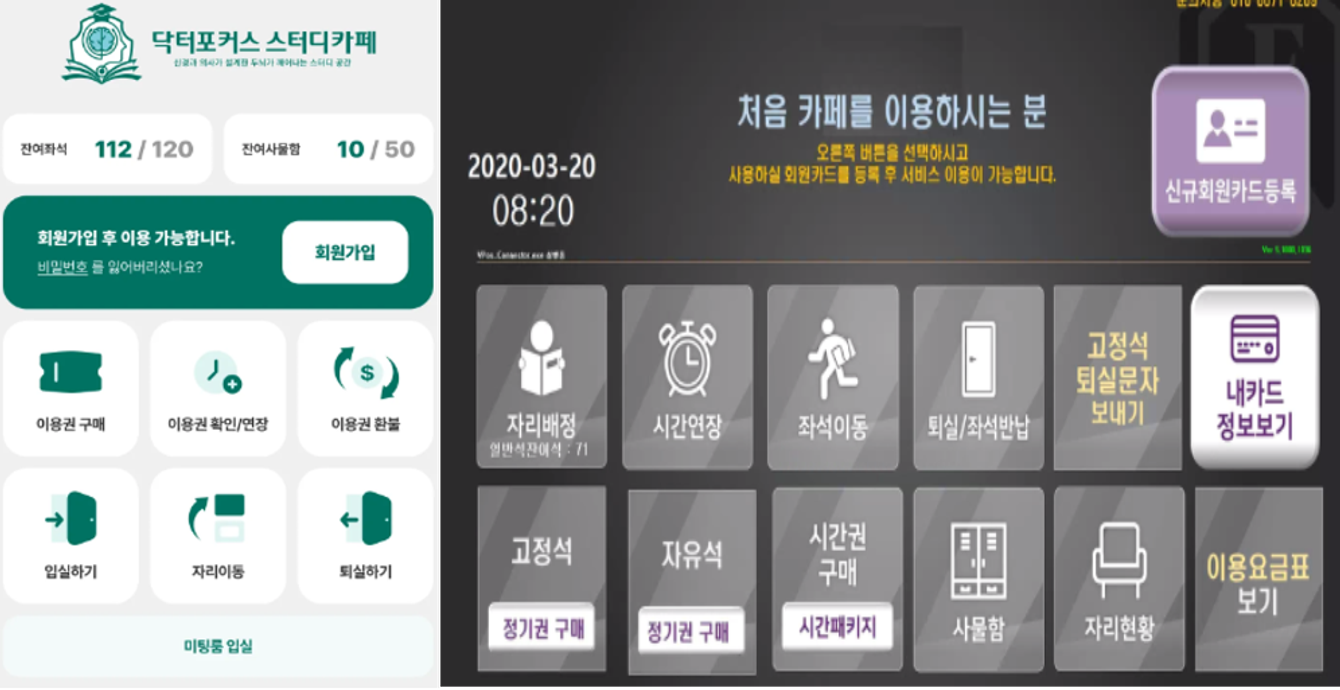 닥터포커스 스터디카페
신경과 의사가 설계한 두뇌가 깨어나는 스터디 공간
잔여좌석 112 / 120
잔여사물함 10 / 50
회원가입 후 이용 가능합니다.
비밀번호 를 잃어버리셨나요?
회원가입
이용권 구매
이용권 확인/연장
이용권 환불
입실하기
자리이동
퇴실하기
미팅룸 입실
처음 카페를 이용하시는 분
오른쪽 버튼을 선택하시고
사용하실 회원카드를 등록 후 서비스 이용이 가능합니다.
2020-03-20
08:20
신규회원카드등록
자리배정
일반석잔여석 : 71
시간연장
좌석이동
퇴실/좌석반납
고정석
퇴실문자
보내기
내카드
정보보기
고정석
정기권 구매
자유석
정기권 구매
시간권
구매
시간패키지
사물함
자리현황
이용요금표
보기